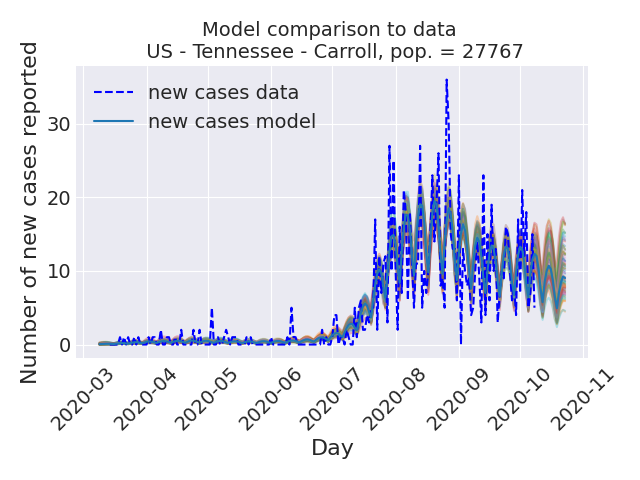 Model comparison to data
US - Tennessee - Carroll, pop. = 27767
new cases data
new cases model
Number of new cases reported
30
20
10
0
2020-03
2020-04
2020-05
2020-06
2020-07
2020-08
2020-09
2020-10
2020-11
Day